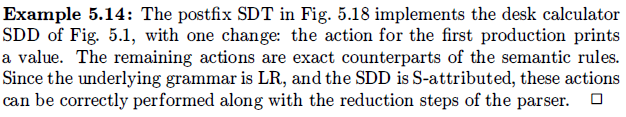 Example 5.14: The postfix SDT in Fig. 5.18 implements the desk calculator
SDD of Fig. 5.1, with one change: the action for the first production prints
a value. The remaining actions are exact counterparts of the semantic rules.
Since the underlying grammar is LR, and the SDD is S-attributed, these actions
can be correctly performed along with the reduction steps of the parser. □